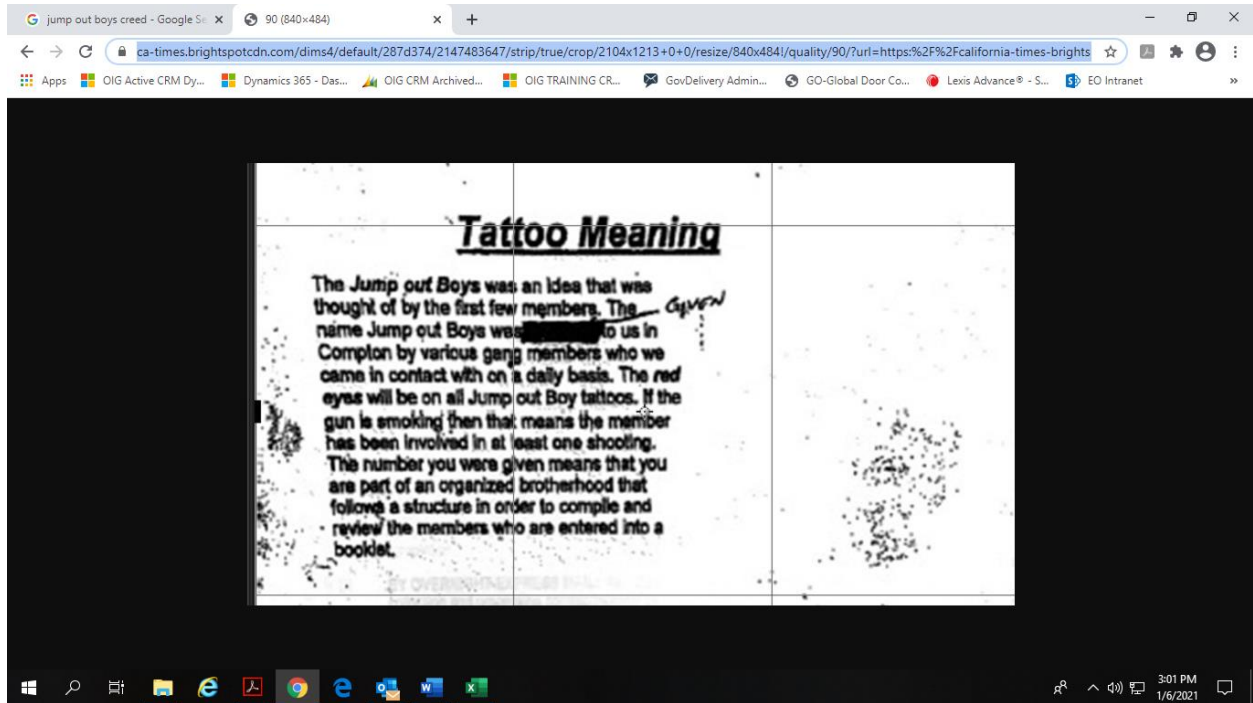 jump out boys creed - Google Se
90 (840×484)
ca-times.brightspotcdn.com/dims4/default/287d374/2147483647/strip/true/crop/2104x1213+0+0/resize/840x484!/quality/90/?url=https:%2F%2Fcalifornia-times-brights
Apps OIG Active CRM Dy... Dynamics 365 - Das... OIG CRM Archived... OIG TRAINING CR... GovDelivery Admin... GO-Global Door Co... Lexis Advance® - S... EO Intranet »
Tattoo Meaning
The Jump out Boys was an idea that was
thought of by the first few members. The GIVEN
name Jump out Boys was to us in
Compton by various gang members who we
came in contact with on a daily basis. The red
eyes will be on all Jump out Boy tattoos. If the
gun is smoking then that means the member
has been involved in at least one shooting.
The number you were given means that you
are part of an organized brotherhood that
follows a structure in order to compile and
review the members who are entered into a
booklet.
3:01 PM
1/6/2021